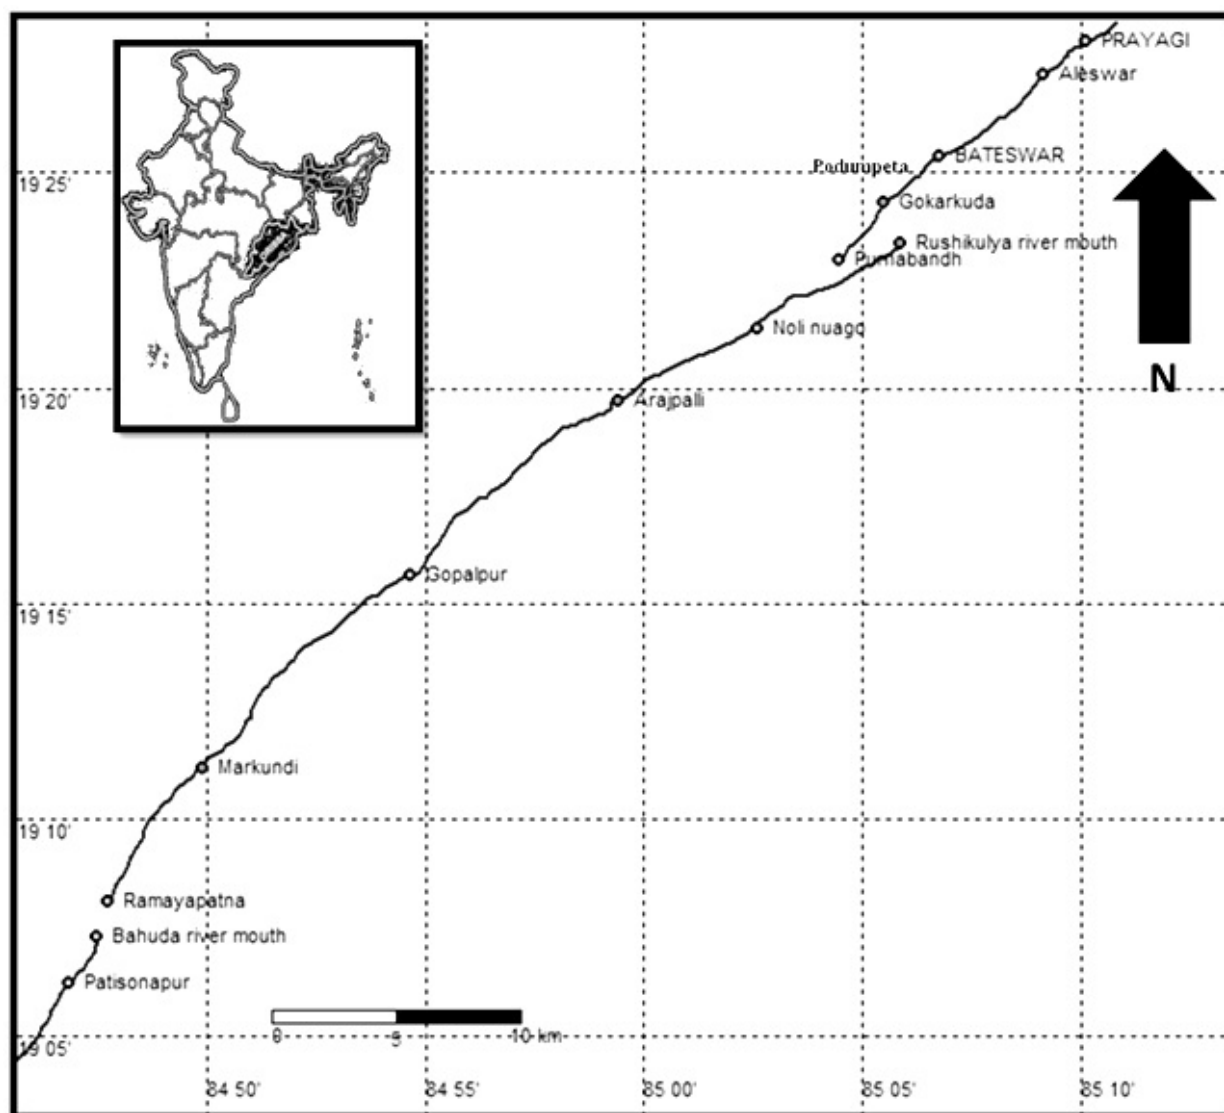 PRAYAGI
Aleswar
BATESWAR
Podumpeta
19 25'
Gokarkuda
Rushikulya river mouth
Purnabandh
Noli nuago
N
19 20'
Arajpalli
Gopalpur
19 15'
Markundi
19 10'
Ramayapatna
Bahuda river mouth
Patisonapur
0 5 10 km
19 05'
84 50' 84 55' 85 00' 85 05' 85 10'